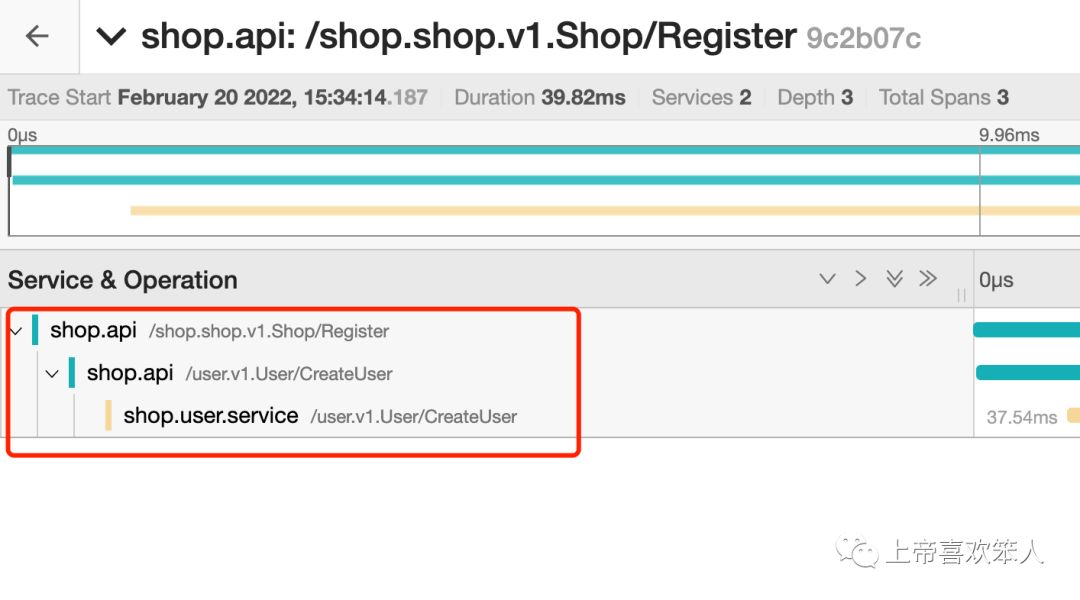 shop.api: /shop.shop.v1.Shop/Register 9c2b07c
Trace Start February 20 2022, 15:34:14.187 Duration 39.82ms Services 2 Depth 3 Total Spans 3
0μs 9.96ms
Service & Operation 0μs
shop.api /shop.shop.v1.Shop/Register
shop.api /user.v1.User/CreateUser
shop.user.service /user.v1.User/CreateUser 37.54ms
上帝喜欢笨人